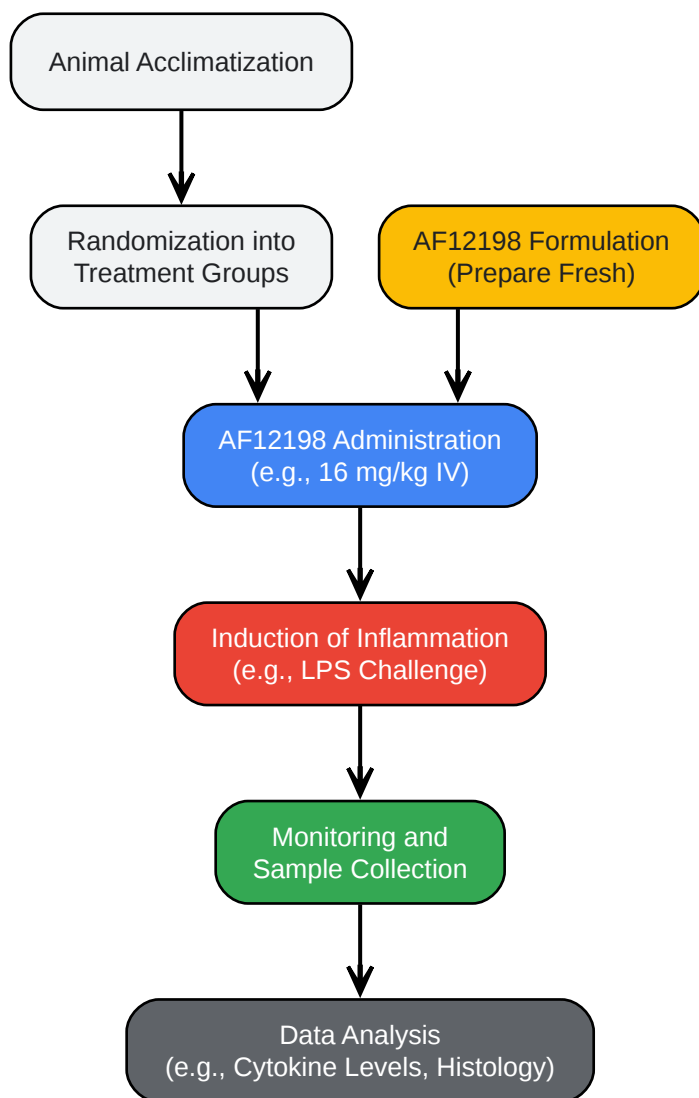 Animal Acclimatization
Randomization into
Treatment Groups
AF12198 Formulation
(Prepare Fresh)
AF12198 Administration
(e.g., 16 mg/kg IV)
Induction of Inflammation
(e.g., LPS Challenge)
Monitoring and
Sample Collection
Data Analysis
(e.g., Cytokine Levels, Histology)